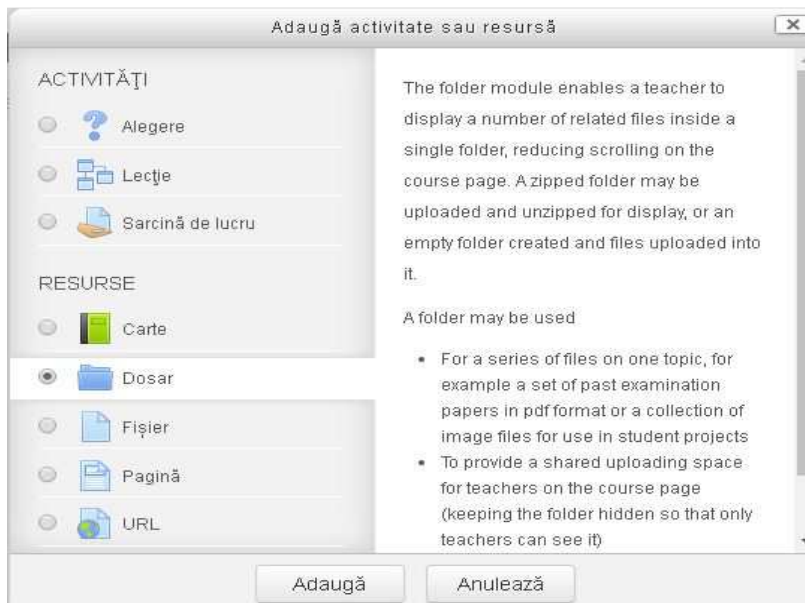 Adaugă activitate sau resursă
ACTIVITĂŢI
Alegere
Lecţie
Sarcină de lucru
RESURSE
Carte
Dosar
Fișier
Pagină
URL
The folder module enables a teacher to
display a number of related files inside a
single folder, reducing scrolling on the
course page. A zipped folder may be
uploaded and unzipped for display, or an
empty folder created and files uploaded into
it.
A folder may be used
• For a series of files on one topic, for
example a set of past examination
papers in pdf format or a collection of
image files for use in student projects
• To provide a shared uploading space
for teachers on the course page
(keeping the folder hidden so that only
teachers can see it)
Adaugă
Anulează